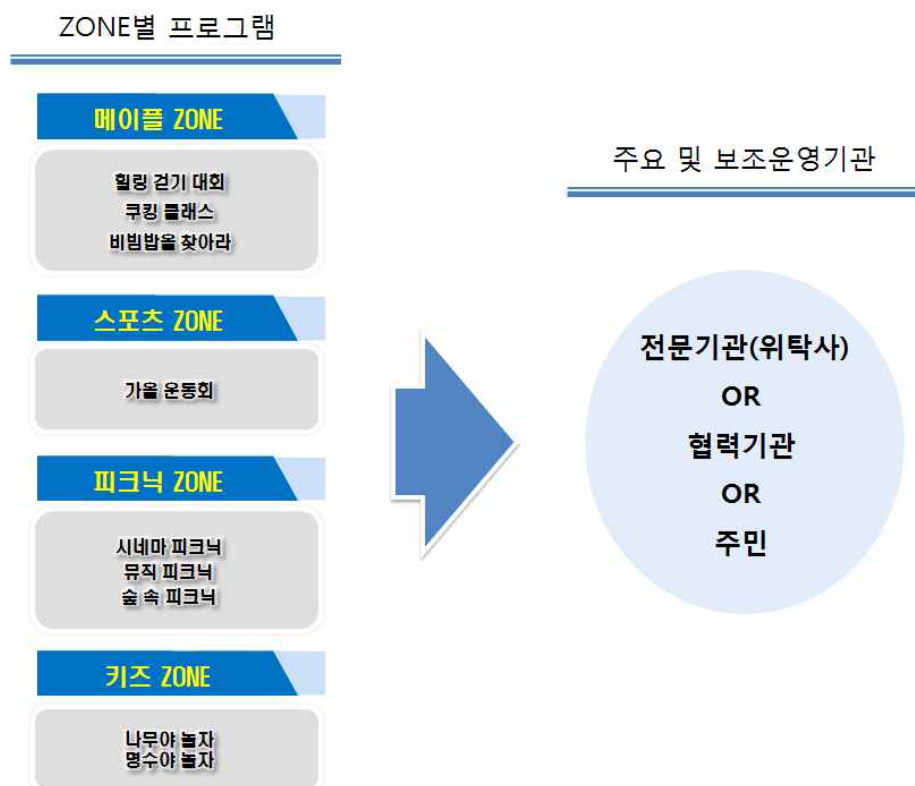 ZONE별 프로그램
메이플 ZONE
힐링 걷기 대회
쿠킹 클래스
비빔밥을 찾아라
스포츠 ZONE
가을 운동회
피크닉 ZONE
시네마 피크닉
뮤직 피크닉
숲 속 피크닉
키즈 ZONE
나무야 놀자
명수야 놀자
주요 및 보조운영기관
전문기관(위탁사)
OR
협력기관
OR
주민